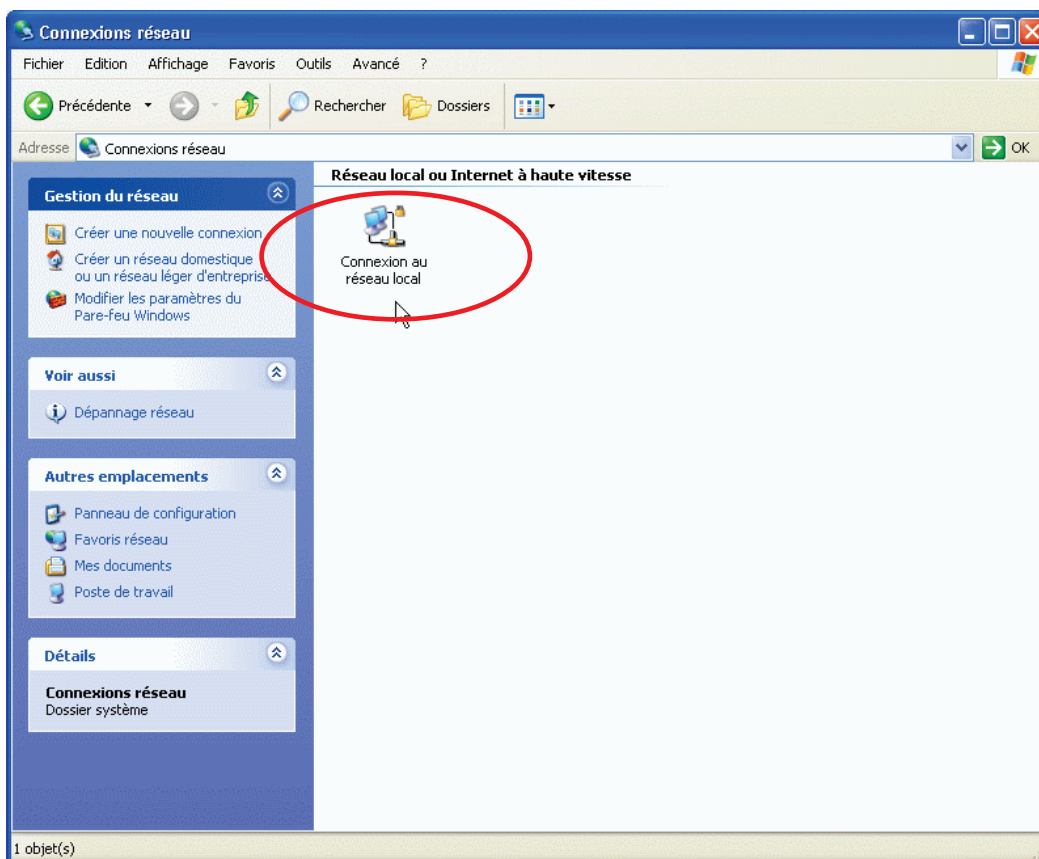 Connexions réseau
Fichier Edition Affichage Favoris Outils Avancé ?
Précédente Rechercher Dossiers
Adresse Connexions réseau OK
Gestion du réseau
Créer une nouvelle connexion
Créer un réseau domestique
ou un réseau léger d'entreprise
Modifier les paramètres du
Pare-feu Windows
Voir aussi
Dépannage réseau
Autres emplacements
Panneau de configuration
Favoris réseau
Mes documents
Poste de travail
Détails
Connexions réseau
Dossier système
Réseau local ou Internet à haute vitesse
Connexion au
réseau local
1 objet(s)